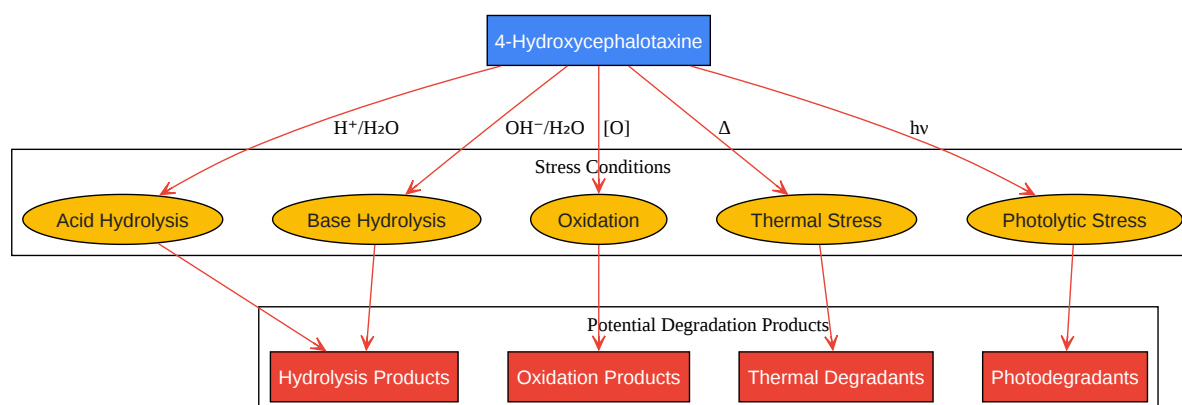 4-Hydroxycephalotaxine
H⁺/H₂O
OH⁻/H₂O
[O]
Δ
hν
Stress Conditions
Acid Hydrolysis
Base Hydrolysis
Oxidation
Thermal Stress
Photolytic Stress
Potential Degradation Products
Hydrolysis Products
Oxidation Products
Thermal Degradants
Photodegradants